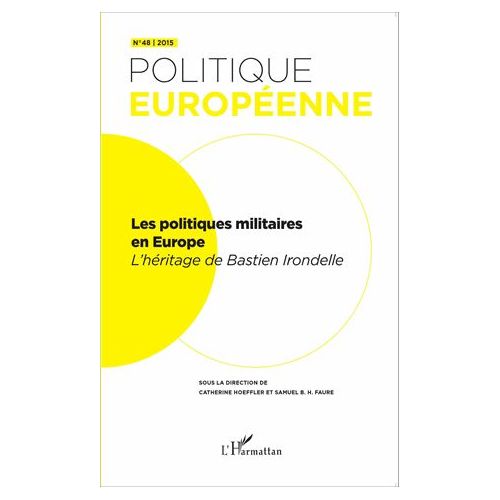 N°48 | 2015
POLITIQUE
EUROPÉENNE
Les politiques militaires
en Europe
L'héritage de Bastien Irondelle
SOUS LA DIRECTION DE
CATHERINE HOEFFLER ET SAMUEL B. H. FAURE
L'Harmattan